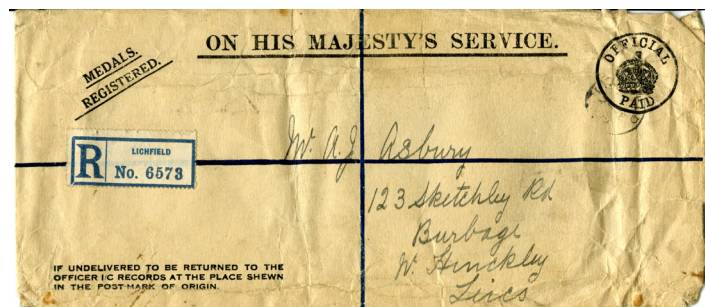 ON HIS MAJESTY'S SERVICE.
MEDALS.
REGISTERED.
OFFICIAL
PAID
R
LICHFIELD
No. 6573
Mr. A.J Asbury
123 Sketchley Rd
Burbage
Hinckley
IF UNDELIVERED TO BE RETURNED TO THE
OFFICER I/C RECORDS AT THE PLACE SHEWN
IN THE POST-MARK OF ORIGIN.